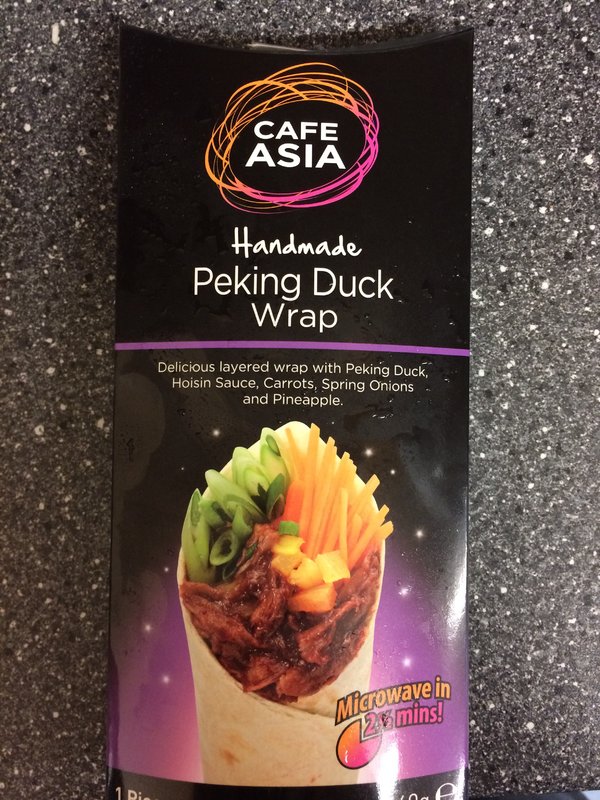 CAFE
ASIA
Handmade
Peking Duck
Wrap
Delicious layered wrap with Peking Duck,
Hoisin Sauce, Carrots, Spring Onions
and Pineapple.
Microwave in
mins!
1
e